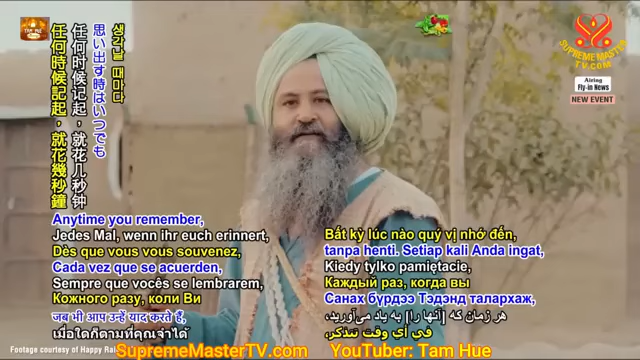 SUPREME MASTER
TV.COM
Airing
Fly-in News
NEW EVENT
생각날 때마다
思い出す時はいつでも
任何时候记起，就花几秒钟
任何時候記起，就花幾秒鐘
Anytime you remember,
Jedes Mal, wenn ihr euch erinnert,
Dès que vous vous souvenez,
Cada vez que se acuerden,
Sempre que vocês se lembrarem,
Кожного разу, коли Ви
जब भी आप उन्हें याद करते हैं,
เมื่อใดก็ตามที่คุณจำได้
Bất kỳ lúc nào quý vị nhớ đến,
tanpa henti. Setiap kali Anda ingat,
Kiedy tylko pamiętacie,
Каждый раз, когда вы
Санах бүрдээ Тэдэнд талархаж,
هر زمان که [آنها را] به یاد می‌آورید،
في أي وقت تتذكر،
Footage courtesy of Happy Rai
SupremeMasterTV.com
YouTuber: Tam Hue